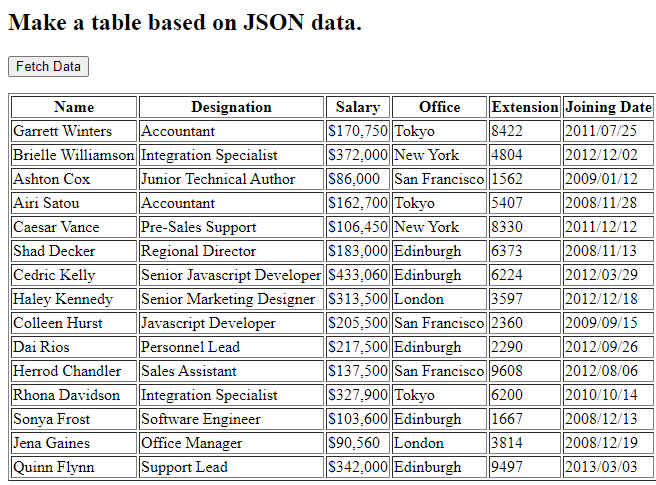 Make a table based on JSON data.
Fetch Data
Name Designation Salary Office Extension Joining Date
Garrett Winters Accountant $170,750 Tokyo 8422 2011/07/25
Brielle Williamson Integration Specialist $372,000 New York 4804 2012/12/02
Ashton Cox Junior Technical Author $86,000 San Francisco 1562 2009/01/12
Airi Satou Accountant $162,700 Tokyo 5407 2008/11/28
Caesar Vance Pre-Sales Support $106,450 New York 8330 2011/12/12
Shad Decker Regional Director $183,000 Edinburgh 6373 2008/11/13
Cedric Kelly Senior Javascript Developer $433,060 Edinburgh 6224 2012/03/29
Haley Kennedy Senior Marketing Designer $313,500 London 3597 2012/12/18
Colleen Hurst Javascript Developer $205,500 San Francisco 2360 2009/09/15
Dai Rios Personnel Lead $217,500 Edinburgh 2290 2012/09/26
Herrod Chandler Sales Assistant $137,500 San Francisco 9608 2012/08/06
Rhona Davidson Integration Specialist $327,900 Tokyo 6200 2010/10/14
Sonya Frost Software Engineer $103,600 Edinburgh 1667 2008/12/13
Jena Gaines Office Manager $90,560 London 3814 2008/12/19
Quinn Flynn Support Lead $342,000 Edinburgh 9497 2013/03/03